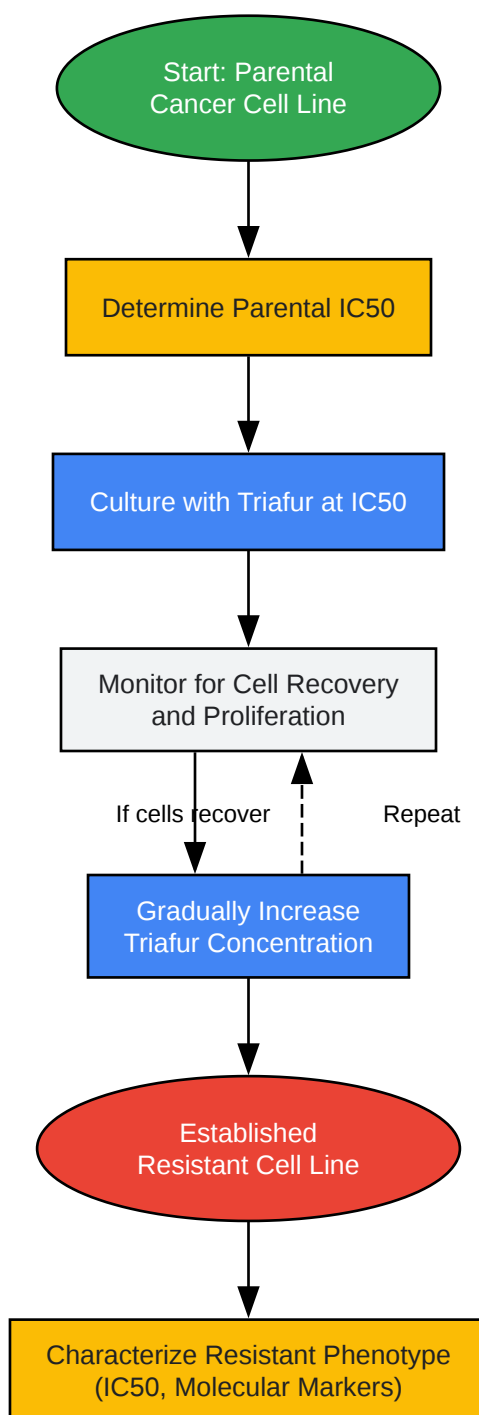 Start: Parental
Cancer Cell Line
Determine Parental IC50
Culture with Triafur at IC50
Monitor for Cell Recovery
and Proliferation
If cells recover
Repeat
Gradually Increase
Triafur Concentration
Established
Resistant Cell Line
Characterize Resistant Phenotype
(IC50, Molecular Markers)